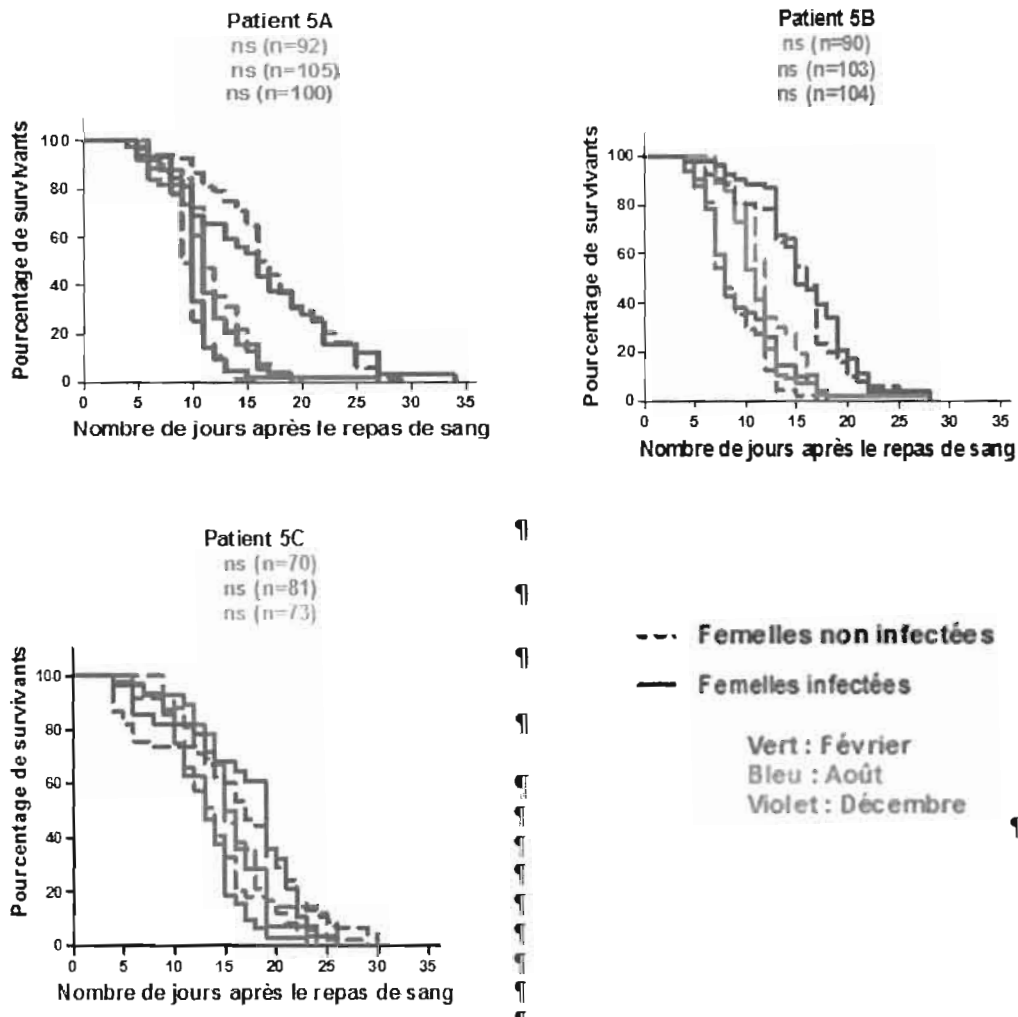 Patient 5A
ns (n=92)
ns (n=105)
ns (n=100)
Pourcentage de survivants
100
80
60
40
20
0
0 5 10 15 20 25 30 35
Nombre de jours après le repas de sang
Patient 5B
ns (n=90)
ns (n=103)
ns (n=104)
Pourcentage de survivants
100
80
60
40
20
0
0 5 10 15 20 25 30 35
Nombre de jours après le repas de sang
Patient 5C
ns (n=70)
ns (n=81)
ns (n=73)
Pourcentage de survivants
100
80
60
40
20
0
0 5 10 15 20 25 30 35
Nombre de jours après le repas de sang
¶
¶
¶
¶
¶
¶
¶
¶
¶
¶
¶
¶
¶
Femelles non infectées
Femelles infectées
Vert : Février
Bleu : Août
Violet : Décembre
¶